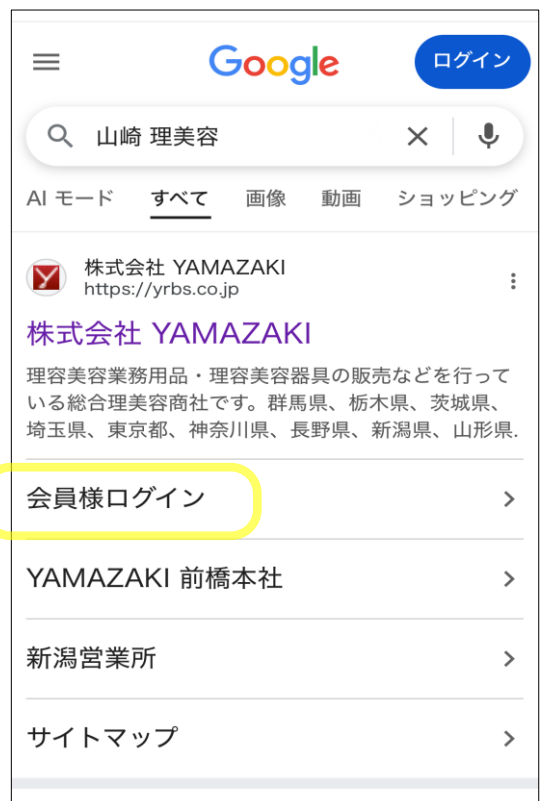 Google
ログイン
山崎 理美容
AI モード すべて 画像 動画 ショッピング
株式会社 YAMAZAKI
https://yrbs.co.jp
株式会社 YAMAZAKI
理容美容業務用品・理容美容器具の販売などを行って
いる総合理美容商社です。群馬県、栃木県、茨城県、
埼玉県、東京都、神奈川県、長野県、新潟県、山形県.
会員様ログイン
YAMAZAKI 前橋本社
新潟営業所
サイトマップ